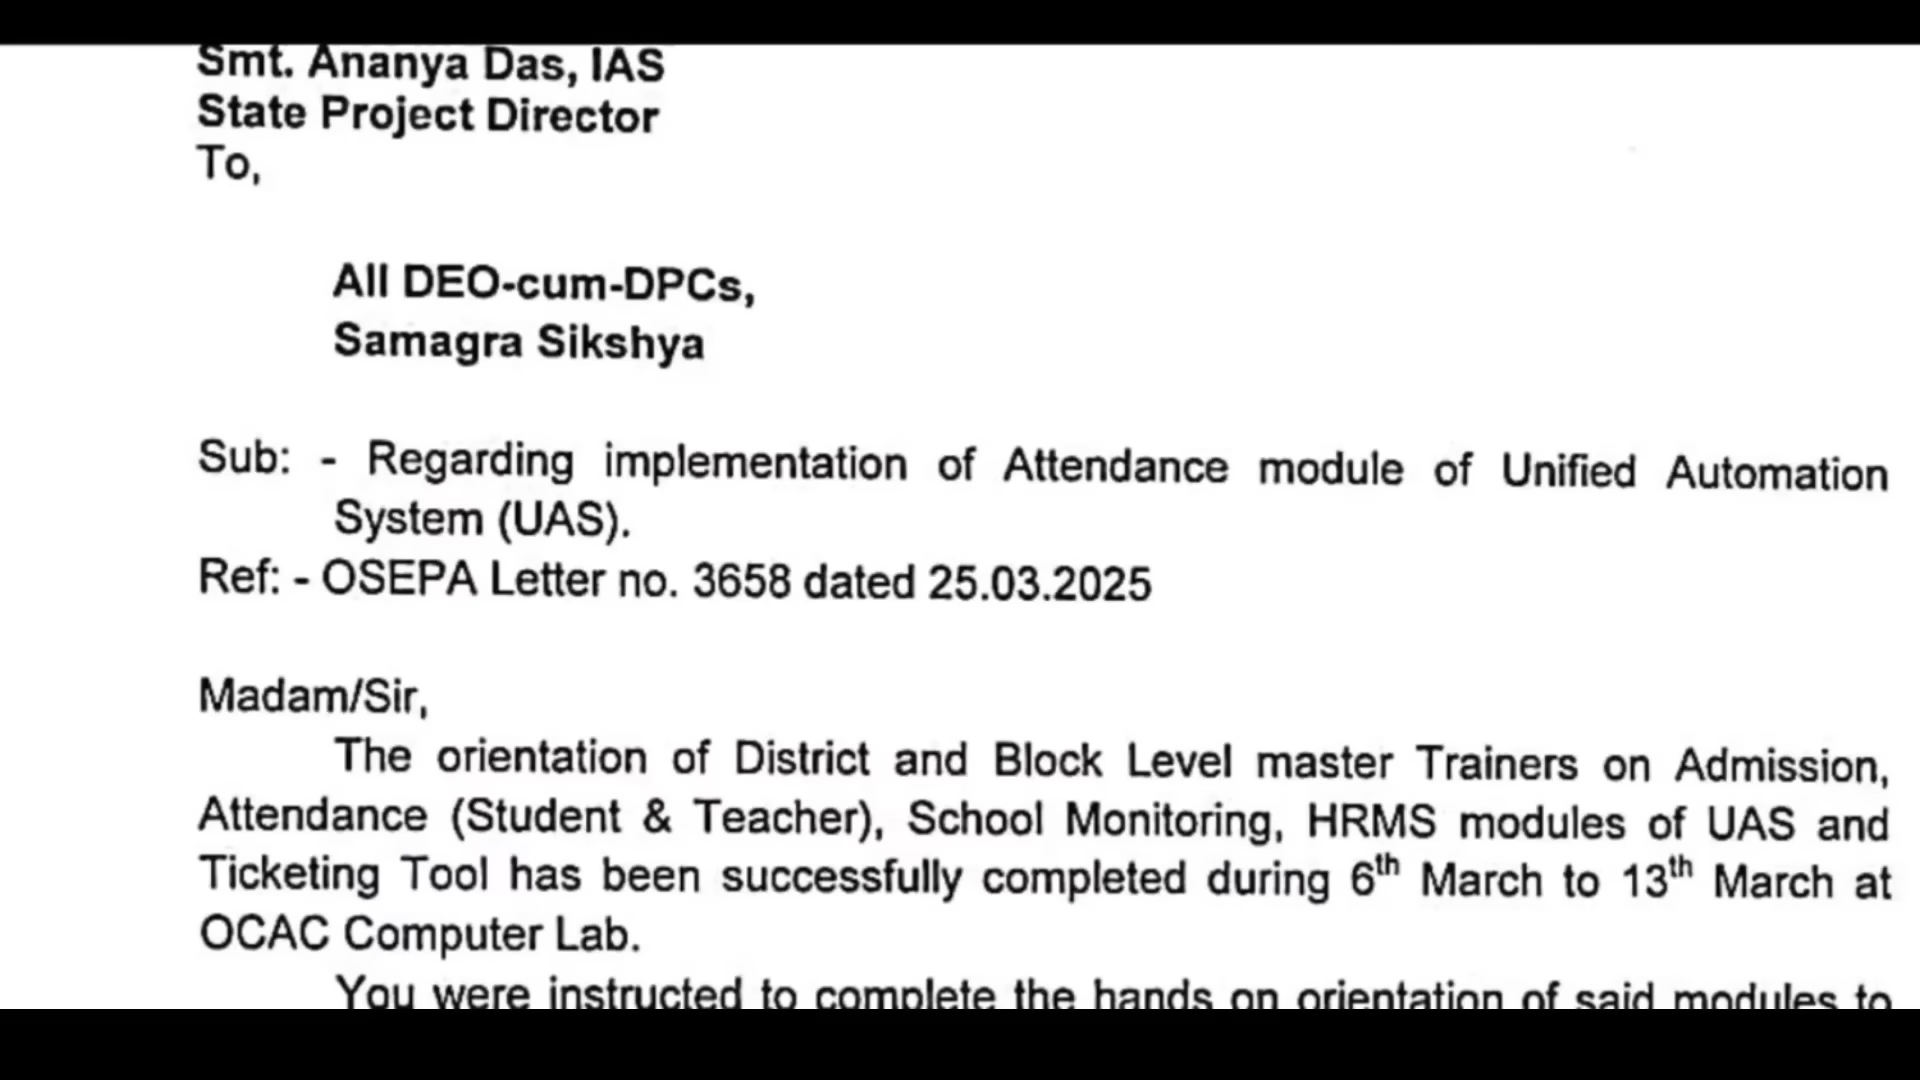 Smt. Ananya Das, IAS
State Project Director
To,
All DEO-cum-DPCs,
Samagra Sikshya
Sub: - Regarding implementation of Attendance module of Unified Automation
System (UAS).
Ref: - OSEPA Letter no. 3658 dated 25.03.2025
Madam/Sir,
The orientation of District and Block Level master Trainers on Admission,
Attendance (Student & Teacher), School Monitoring, HRMS modules of UAS and
Ticketing Tool has been successfully completed during 6th March to 13th March at
OCAC Computer Lab.
You were instructed to complete the hands on orientation of said modules to